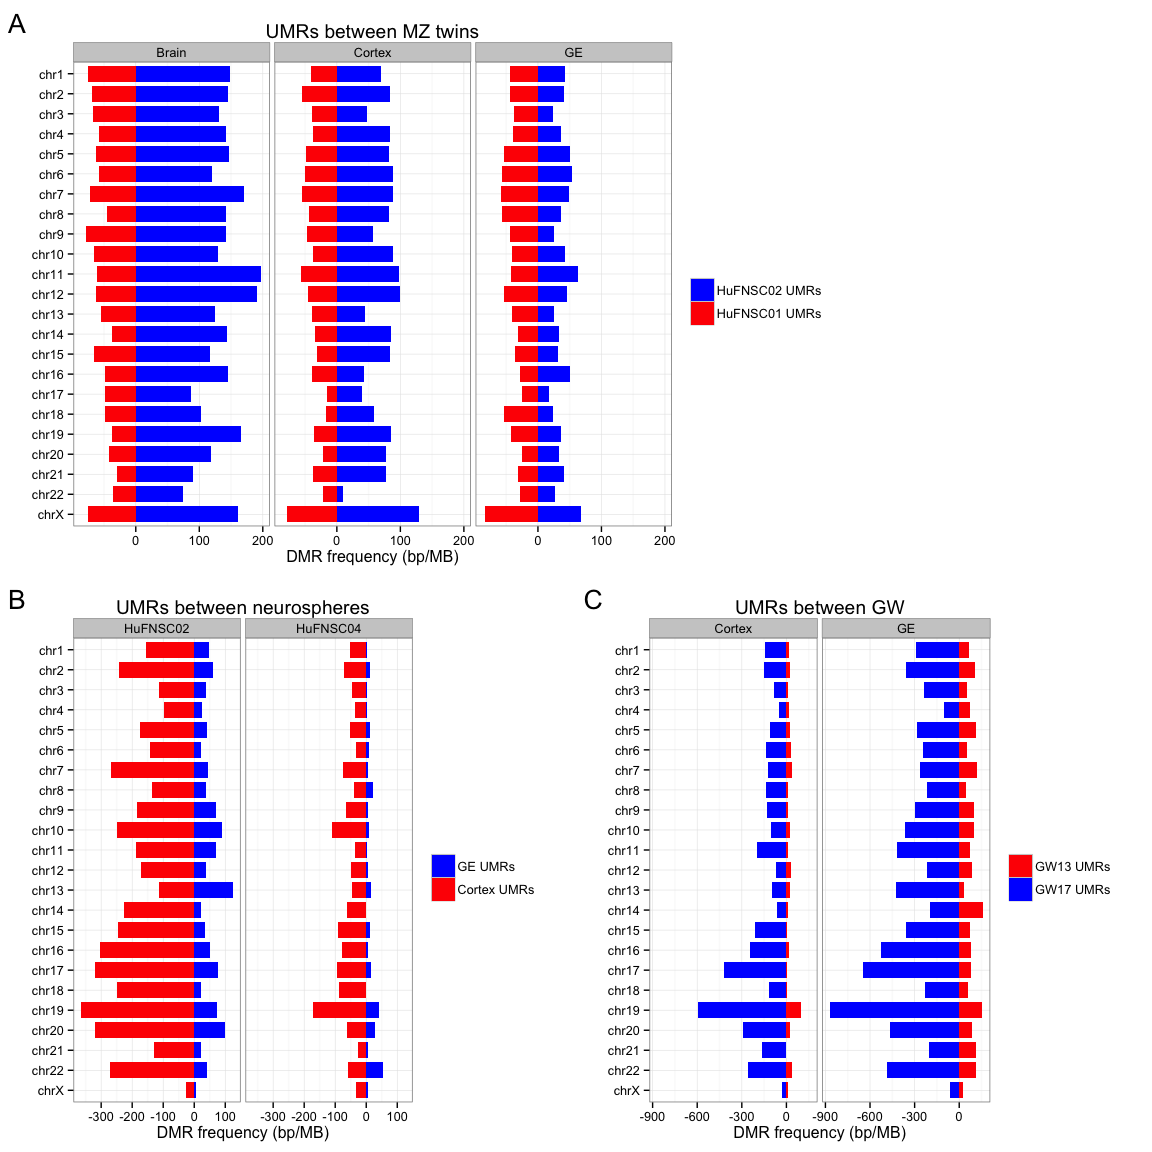 A
UMRs between MZ twins
Brain Cortex GE
chr1
chr2
chr3
chr4
chr5
chr6
chr7
chr8
chr9
chr10
chr11
chr12
chr13
chr14
chr15
chr16
chr17
chr18
chr19
chr20
chr21
chr22
chrX
0 100 200 0 100 200 0 100 200
DMR frequency (bp/MB)
HuFNSC02 UMRs
HuFNSC01 UMRs
B
UMRs between neurospheres
HuFNSC02 HuFNSC04
chr1
chr2
chr3
chr4
chr5
chr6
chr7
chr8
chr9
chr10
chr11
chr12
chr13
chr14
chr15
chr16
chr17
chr18
chr19
chr20
chr21
chr22
chrX
-300 -200 -100 0 100 -300 -200 -100 0 100
DMR frequency (bp/MB)
GE UMRs
Cortex UMRs
C
UMRs between GW
Cortex GE
chr1
chr2
chr3
chr4
chr5
chr6
chr7
chr8
chr9
chr10
chr11
chr12
chr13
chr14
chr15
chr16
chr17
chr18
chr19
chr20
chr21
chr22
chrX
-900 -600 -300 0 -900 -600 -300 0
DMR frequency (bp/MB)
GW13 UMRs
GW17 UMRs